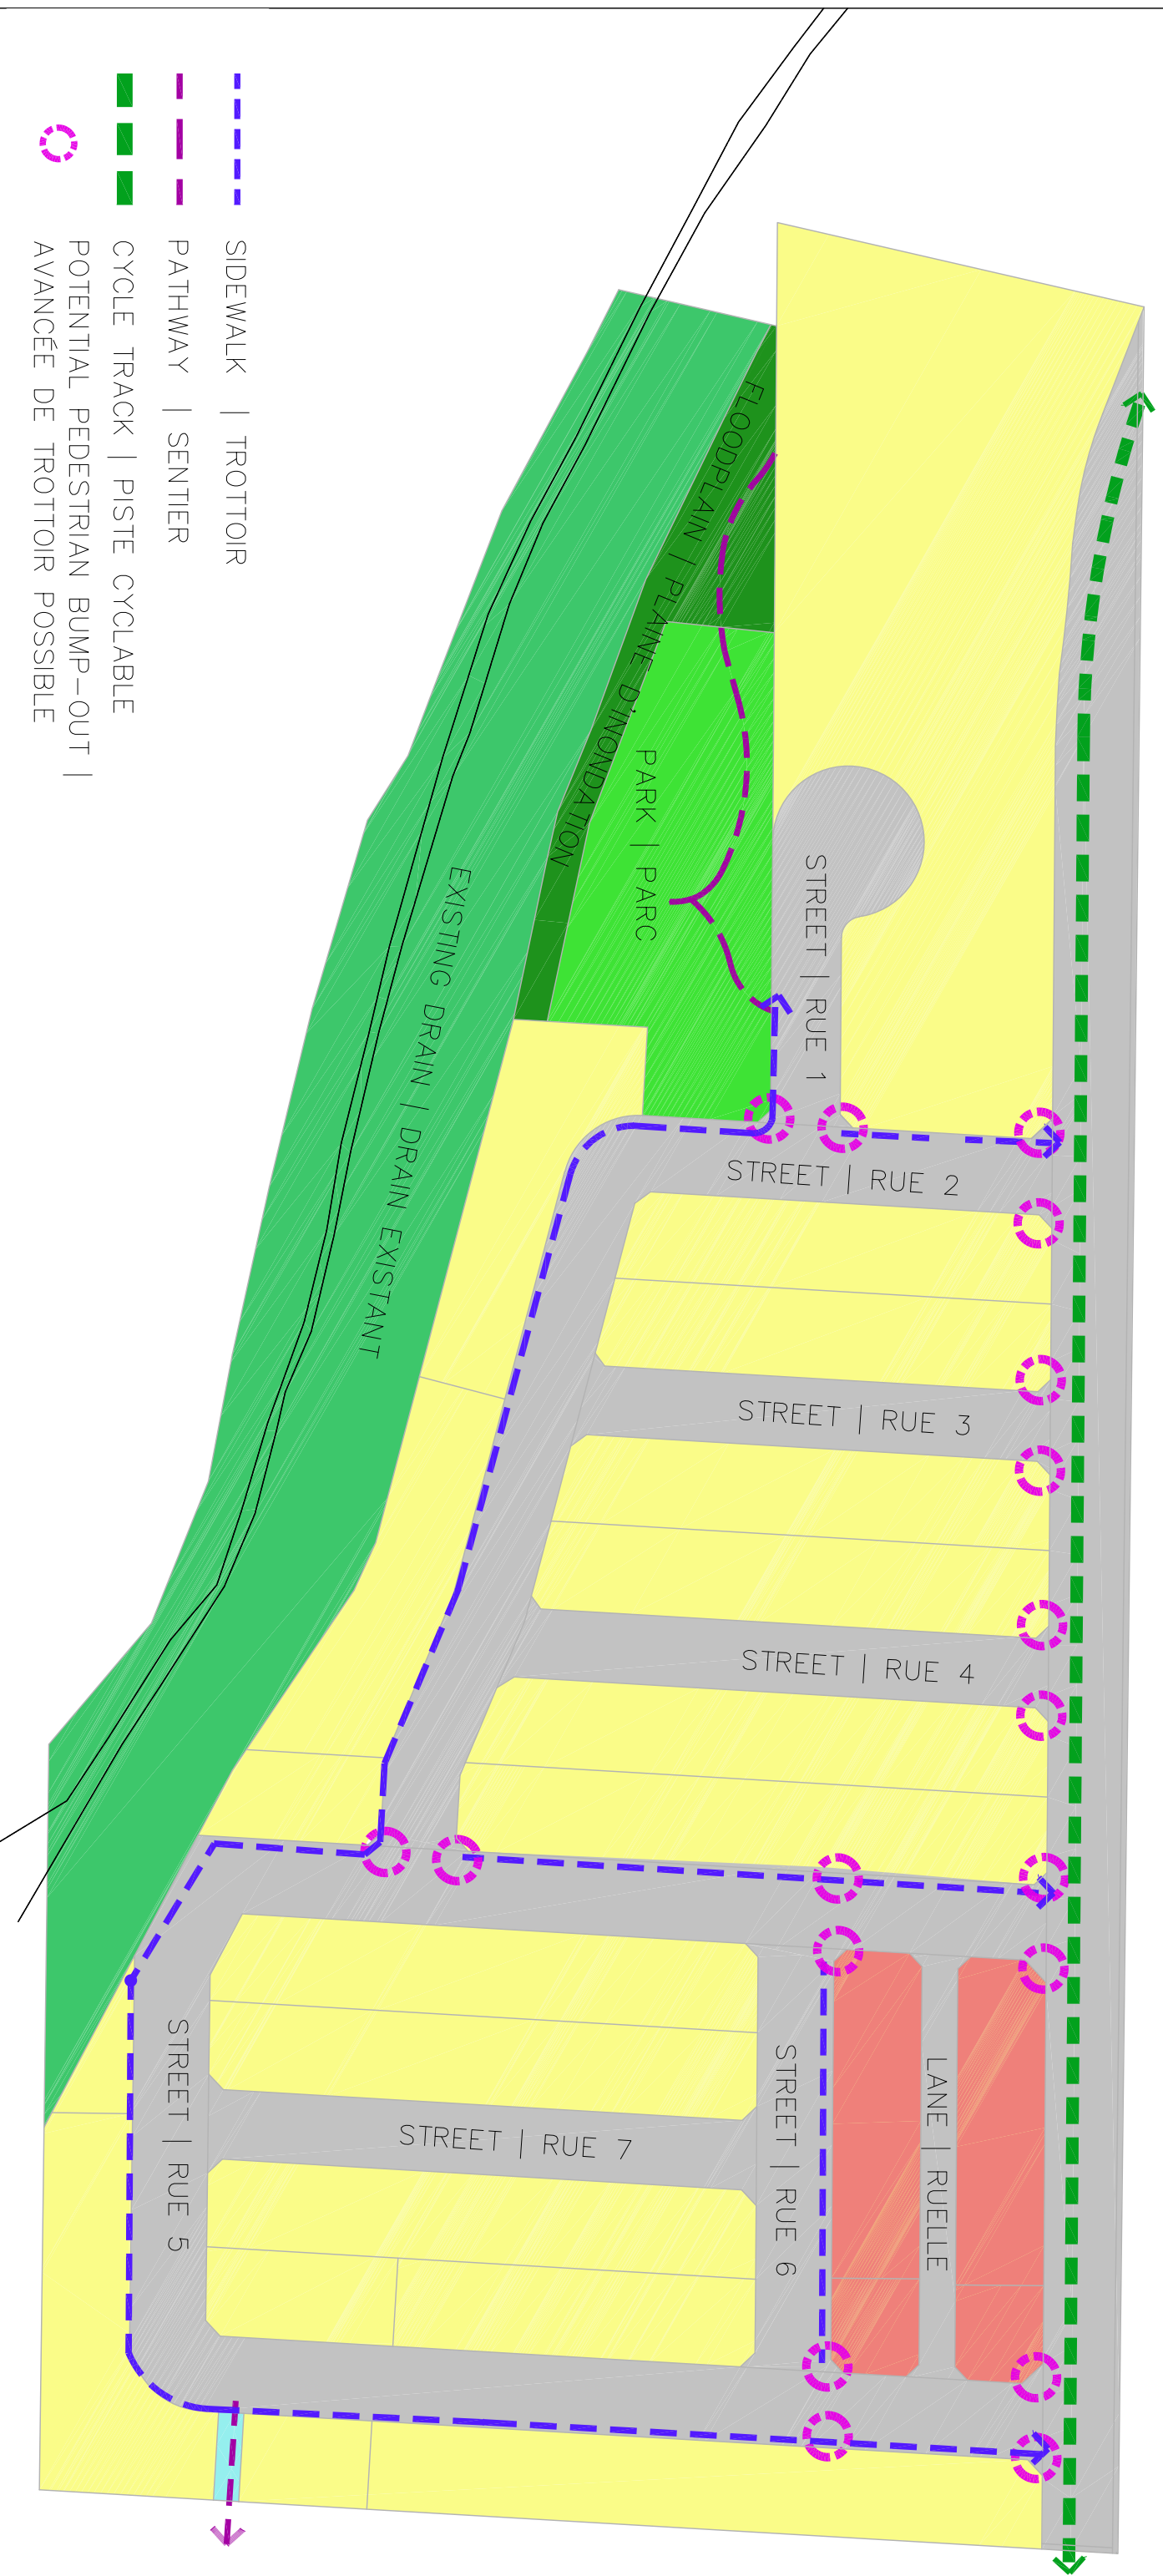 SIDEWALK | TROTTOIR
PATHWAY | SENTIER
CYCLE TRACK | PISTE CYCLABLE
POTENTIAL PEDESTRIAN BUMP-OUT |
AVANCÉE DE TROTTOIR POSSIBLE
FLOODPLAIN | PLAINE D'INONDATION
PARK | PARC
EXISTING DRAIN | DRAIN EXISTANT
STREET | RUE 1
STREET | RUE 2
STREET | RUE 3
STREET | RUE 4
STREET | RUE 5
STREET | RUE 7
STREET | RUE 6
LANE | RUELLE